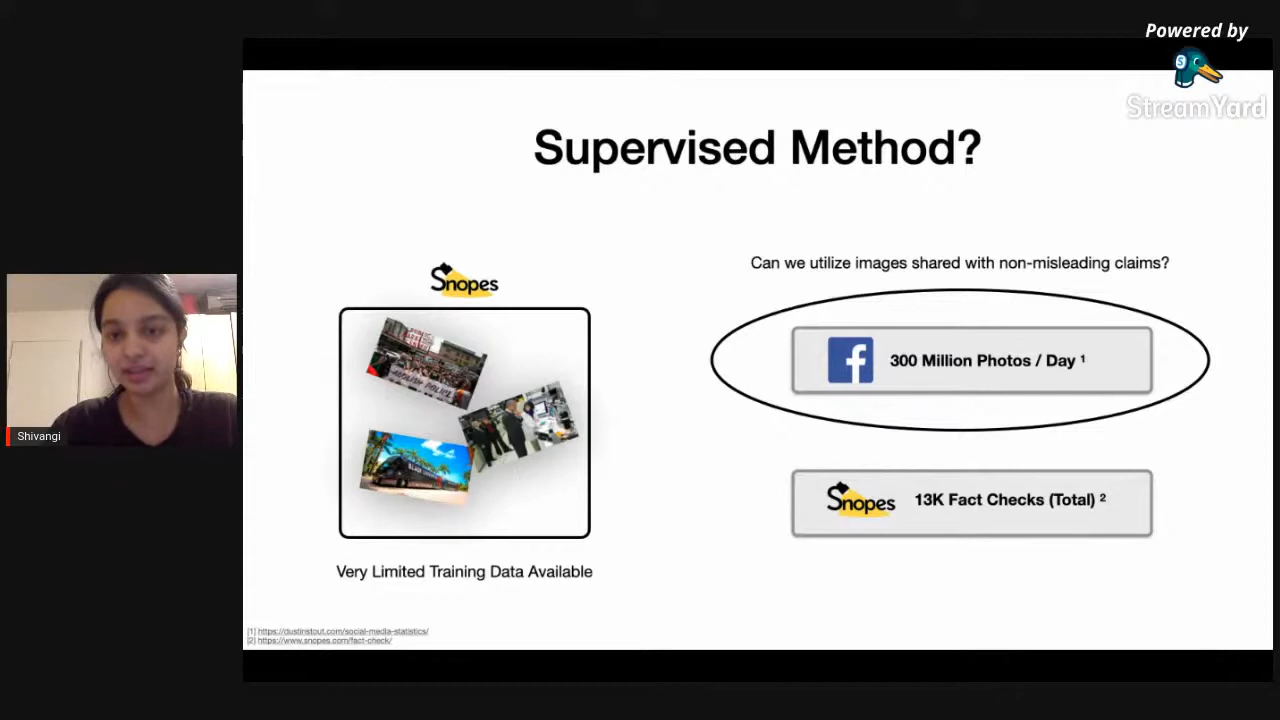 Powered by
StreamYard
Supervised Method?
Snopes
Can we utilize images shared with non-misleading claims?
300 Million Photos / Day ¹
Snopes
13K Fact Checks (Total) ²
Very Limited Training Data Available
Shivangi
[1] https://dustinstout.com/social-media-statistics/
[2] https://www.snopes.com/fact-check/